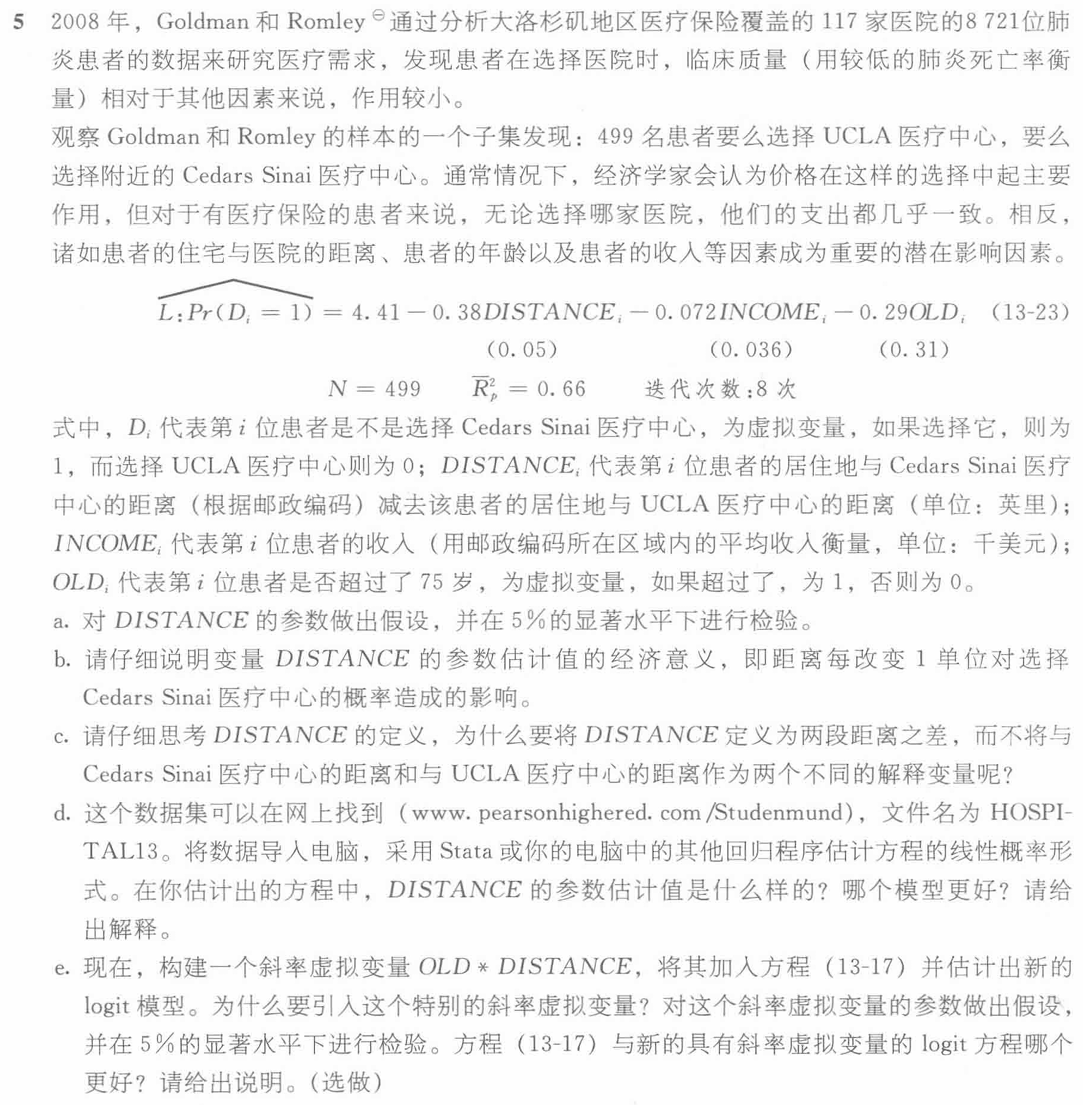 5 2008 年，Goldman 和 Romley ㊀通过分析大洛杉矶地区医疗保险覆盖的 117 家医院的8 721位肺
炎患者的数据来研究医疗需求，发现患者在选择医院时，临床质量（用较低的肺炎死亡率衡
量）相对于其他因素来说，作用较小。
观察 Goldman 和 Romley 的样本的一个子集发现：499 名患者要么选择 UCLA 医疗中心，要么
选择附近的 Cedars Sinai 医疗中心。通常情况下，经济学家会认为价格在这样的选择中起主要
作用，但对于有医疗保险的患者来说，无论选择哪家医院，他们的支出都几乎一致。相反，
诸如患者的住宅与医院的距离、患者的年龄以及患者的收入等因素成为重要的潜在影响因素。
L:Pr(D_i = 1) = 4.41 − 0.38DISTANCE_i − 0.072INCOME_i − 0.29OLD_i (13-23)
(0.05) (0.036) (0.31)
N = 499 R̄²_p = 0.66 迭代次数:8 次
式中，D_i 代表第 i 位患者是不是选择 Cedars Sinai 医疗中心，为虚拟变量，如果选择它，则为
1，而选择 UCLA 医疗中心则为 0；DISTANCE_i 代表第 i 位患者的居住地与 Cedars Sinai 医疗
中心的距离（根据邮政编码）减去该患者的居住地与 UCLA 医疗中心的距离（单位：英里）；
INCOME_i 代表第 i 位患者的收入（用邮政编码所在区域内的平均收入衡量，单位：千美元）；
OLD_i 代表第 i 位患者是否超过了 75 岁，为虚拟变量，如果超过了，为 1，否则为 0。
a. 对 DISTANCE 的参数做出假设，并在 5%的显著水平下进行检验。
b. 请仔细说明变量 DISTANCE 的参数估计值的经济意义，即距离每改变 1 单位对选择
Cedars Sinai 医疗中心的概率造成的影响。
c. 请仔细思考 DISTANCE 的定义，为什么要将 DISTANCE 定义为两段距离之差，而不将与
Cedars Sinai 医疗中心的距离和与 UCLA 医疗中心的距离作为两个不同的解释变量呢？
d. 这个数据集可以在网上找到（www. pearsonhighered. com /Studenmund），文件名为 HOSPI-
TAL13。将数据导入电脑，采用 Stata 或你的电脑中的其他回归程序估计方程的线性概率形
式。在你估计出的方程中，DISTANCE 的参数估计值是什么样的？哪个模型更好？请给
出解释。
e. 现在，构建一个斜率虚拟变量 OLD * DISTANCE，将其加入方程（13-17）并估计出新的
logit 模型。为什么要引入这个特别的斜率虚拟变量？对这个斜率虚拟变量的参数做出假设，
并在 5%的显著水平下进行检验。方程（13-17）与新的具有斜率虚拟变量的 logit 方程哪个
更好？请给出说明。（选做）